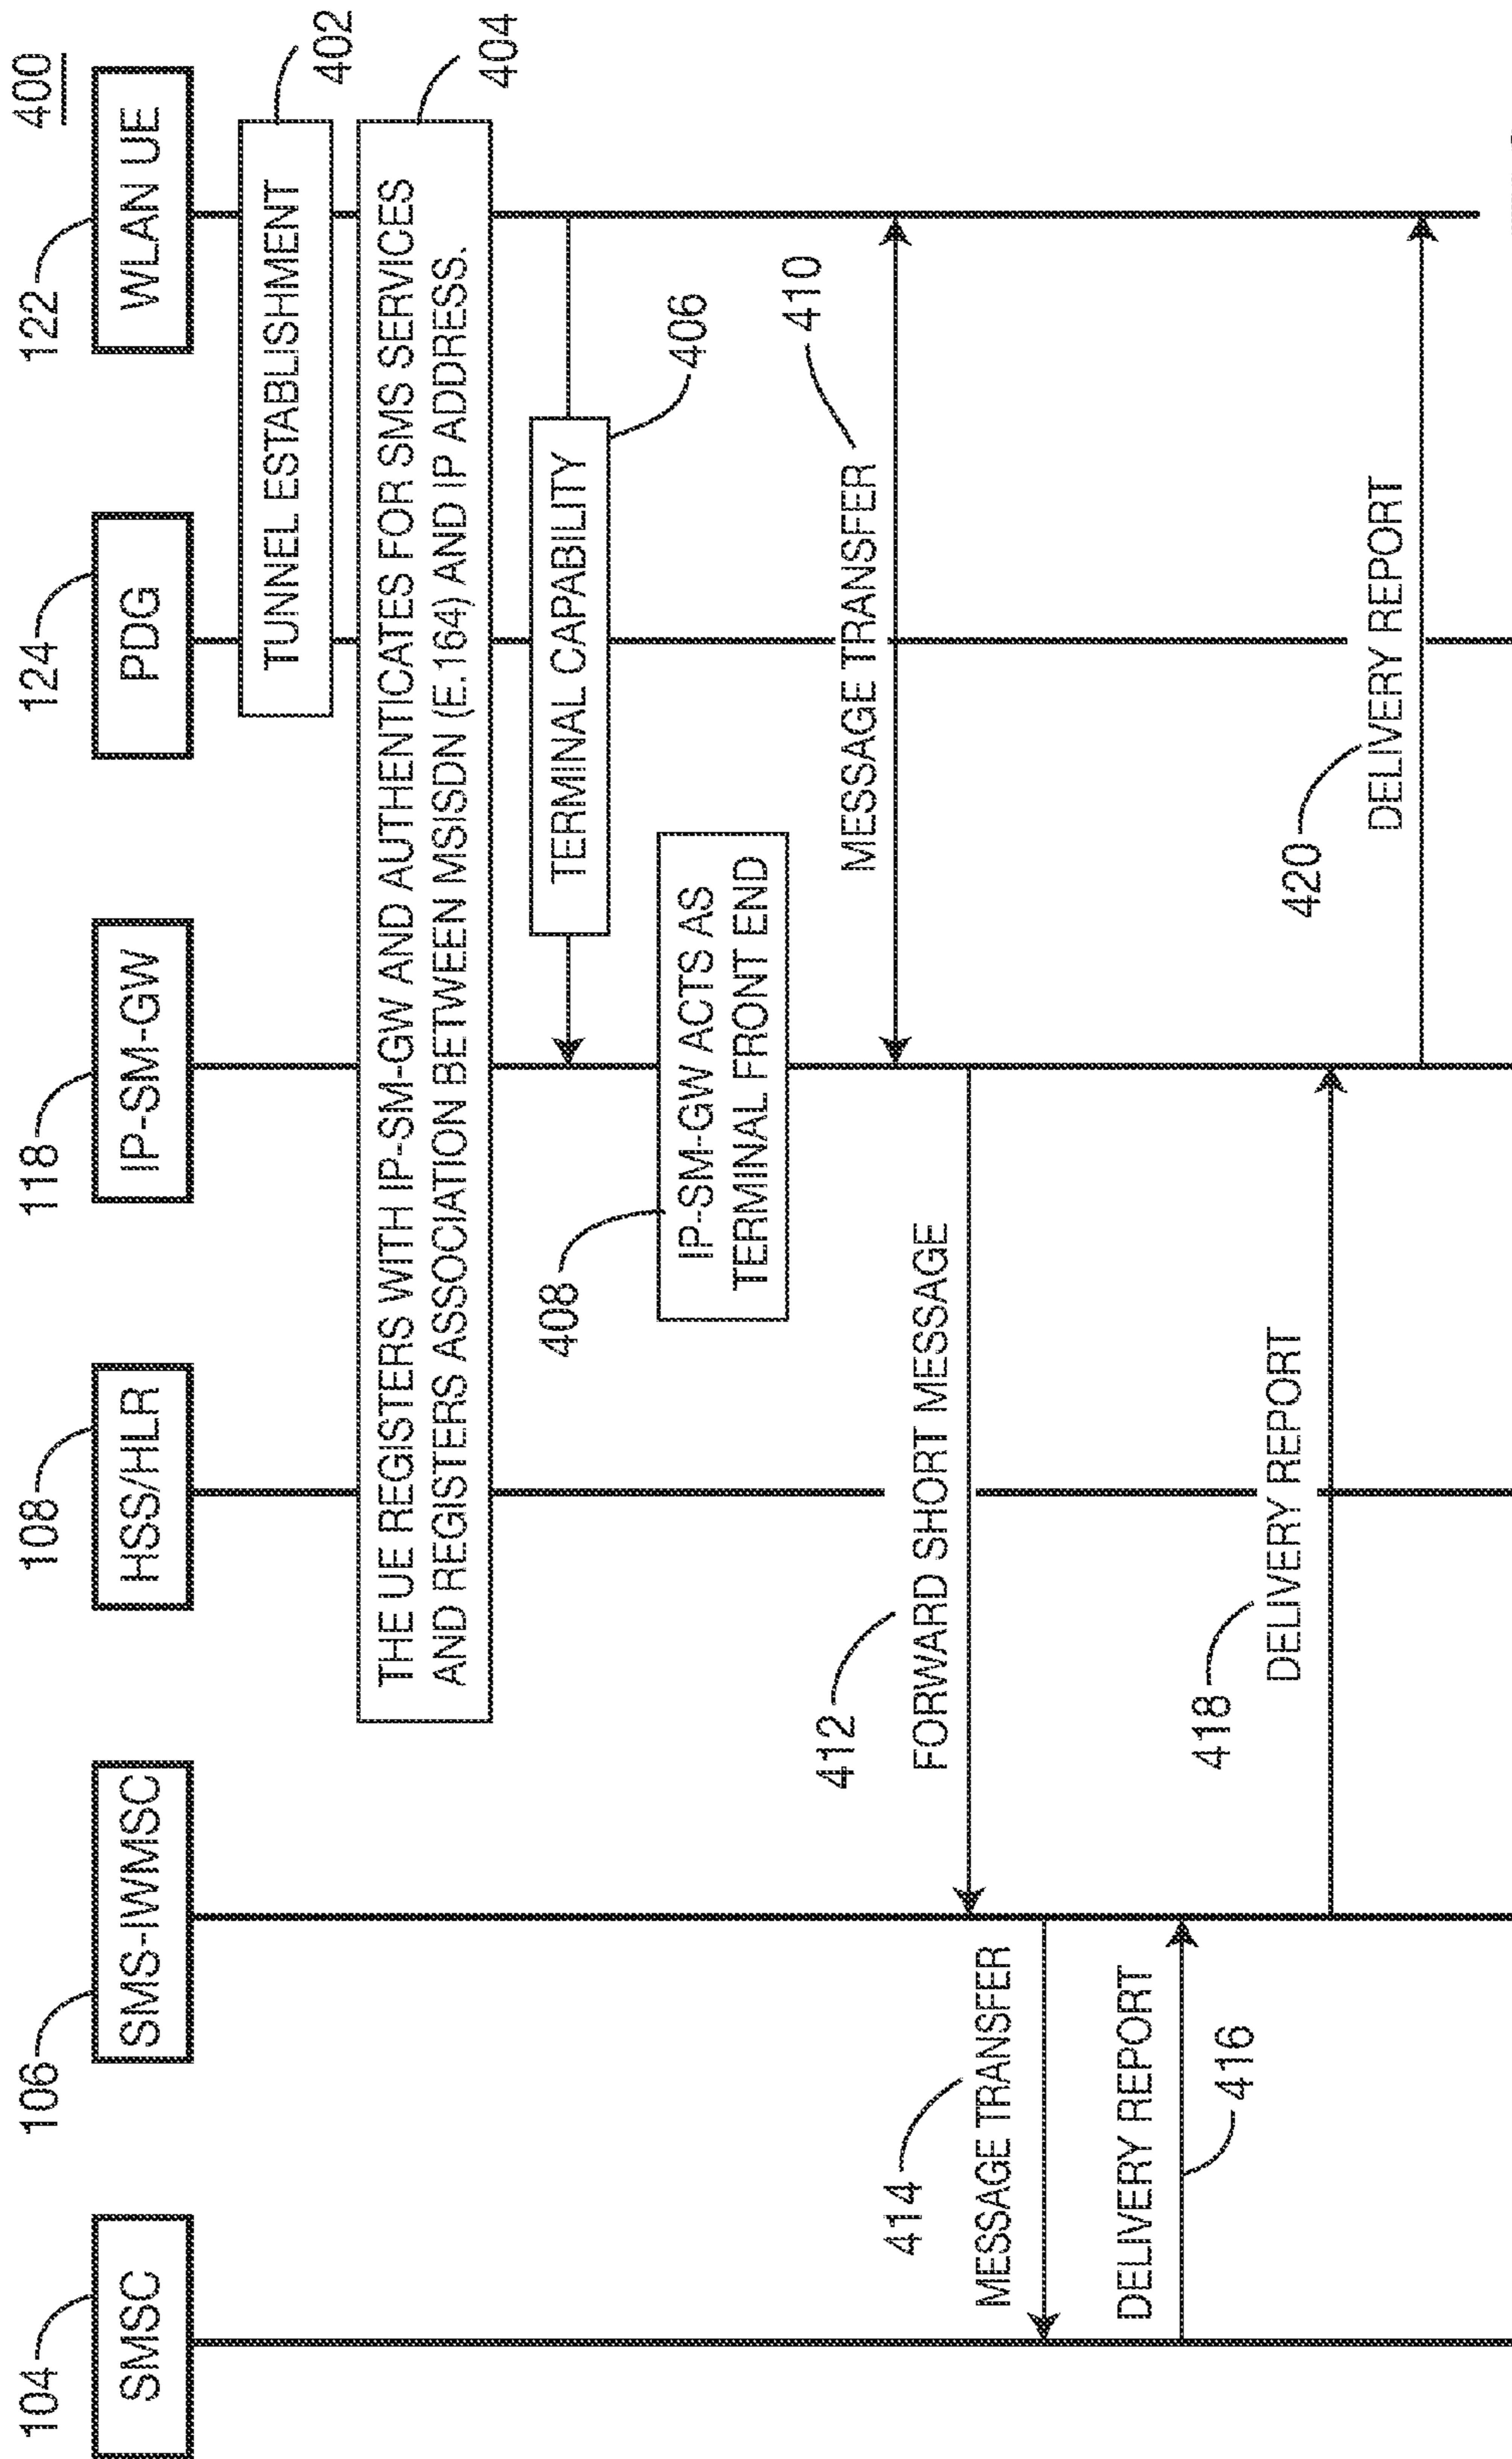 400
104
106
108
118
124
122
SMSC
SMS-IWMSC
HSS/HLR
IP-SM-GW
PDG
WLAN UE
TUNNEL ESTABLISHMENT
402
THE UE REGISTERS WITH IP-SM-GW AND AUTHENTICATES FOR SMS SERVICES
AND REGISTERS ASSOCIATION BETWEEN MSISDN (E.164) AND IP ADDRESS.
404
TERMINAL CAPABILITY
406
408
IP-SM-GW ACTS AS
TERMINAL FRONT END
410
MESSAGE TRANSFER
412
FORWARD SHORT MESSAGE
414
MESSAGE TRANSFER
DELIVERY REPORT
416
418
DELIVERY REPORT
420
DELIVERY REPORT